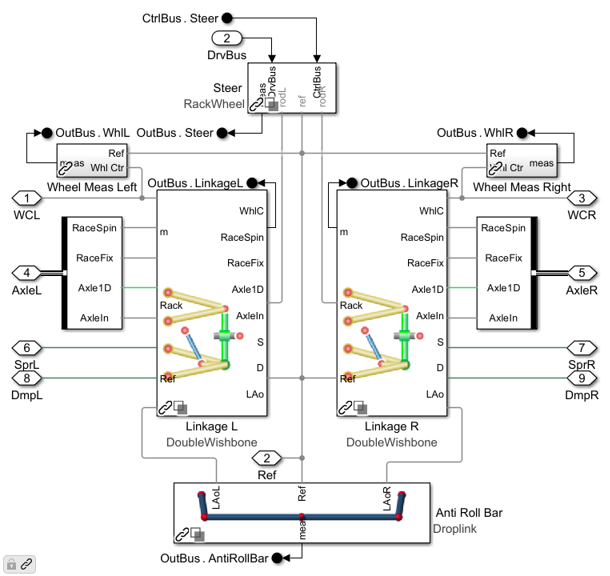 CtrlBus . Steer
2
DrvBus
Steer
RackWheel
meas
DrvBus
rodL
ref
CtrlBus
rodR
OutBus . WhlL
OutBus . Steer
OutBus . WhlR
meas
Ref
Whl Ctr
Wheel Meas Left
Ref
Whl Ctr
meas
Wheel Meas Right
OutBus . LinkageL
OutBus . LinkageR
1
WCL
3
WCR
RaceSpin
RaceFix
Axle1D
AxleIn
4
AxleL
m
Rack
Ref
WhlC
RaceSpin
RaceFix
Axle1D
AxleIn
S
D
LAo
Linkage L
DoubleWishbone
m
Rack
Ref
WhlC
RaceSpin
RaceFix
Axle1D
AxleIn
S
D
LAo
Linkage R
DoubleWishbone
RaceSpin
RaceFix
Axle1D
AxleIn
5
AxleR
6
SprL
7
SprR
8
DmpL
9
DmpR
2
Ref
LAoL
Ref
LAoR
meas
Anti Roll Bar
Droplink
OutBus . AntiRollBar